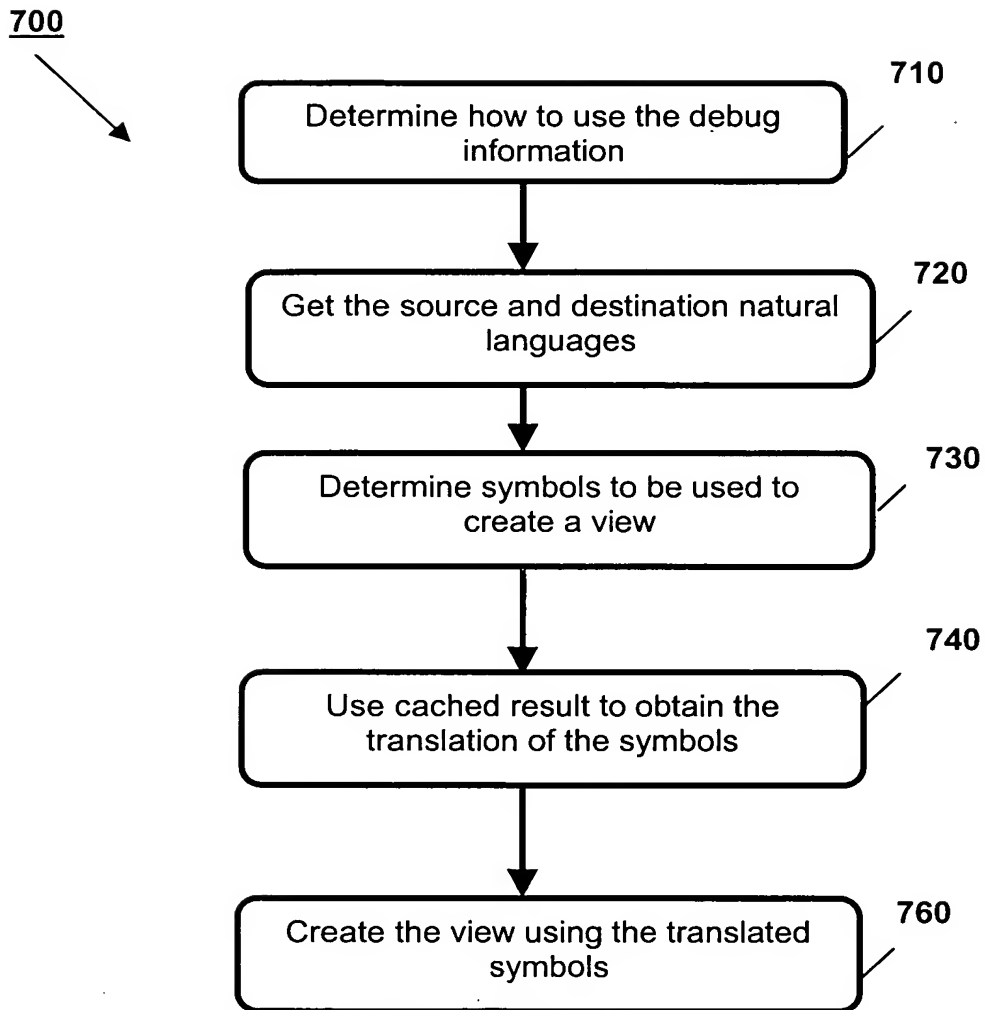 700
710
Determine how to use the debug
information
720
Get the source and destination natural
languages
730
Determine symbols to be used to
create a view
740
Use cached result to obtain the
translation of the symbols
760
Create the view using the translated
symbols